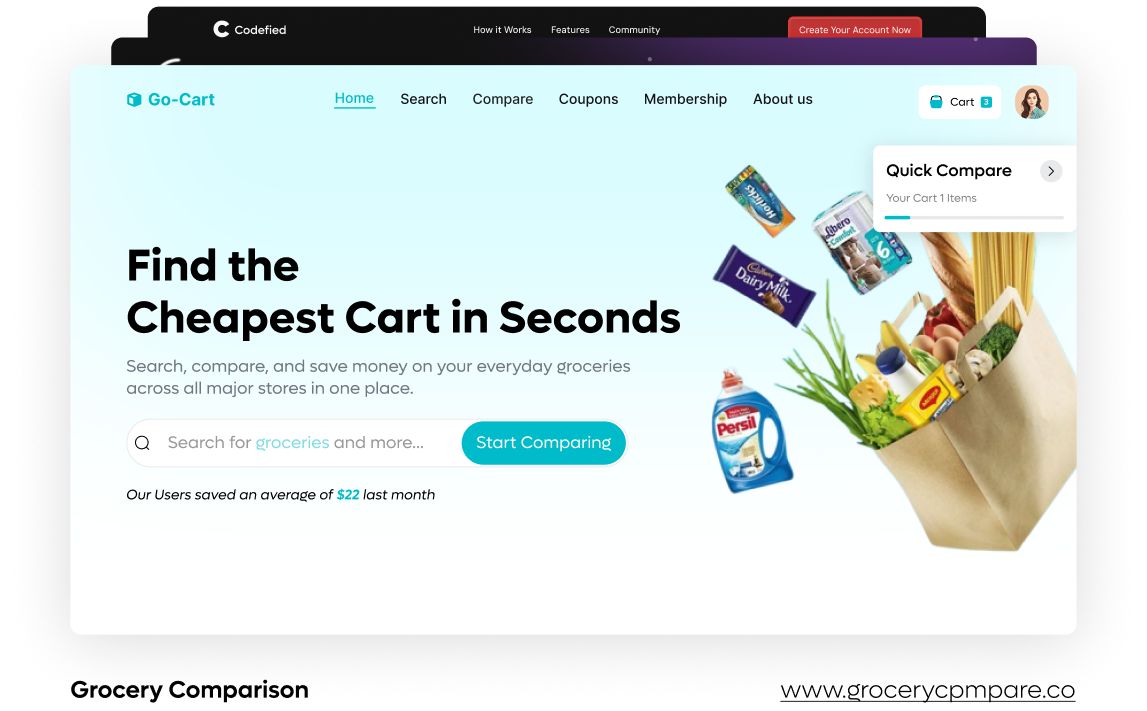 Codefied
How it Works Features Community
Create Your Account Now
Go-Cart
Home Search Compare Coupons Membership About us
Cart 3
Quick Compare
Your Cart 1 Items
Find the
Cheapest Cart in Seconds
Search, compare, and save money on your everyday groceries
across all major stores in one place.
Search for groceries and more...
Start Comparing
Our Users saved an average of $22 last month
Horlicks
Libero
Comfort
6
Cadbury
Dairy Milk
MAGGI
Persil
Grocery Comparison
www.grocerycpmpare.co